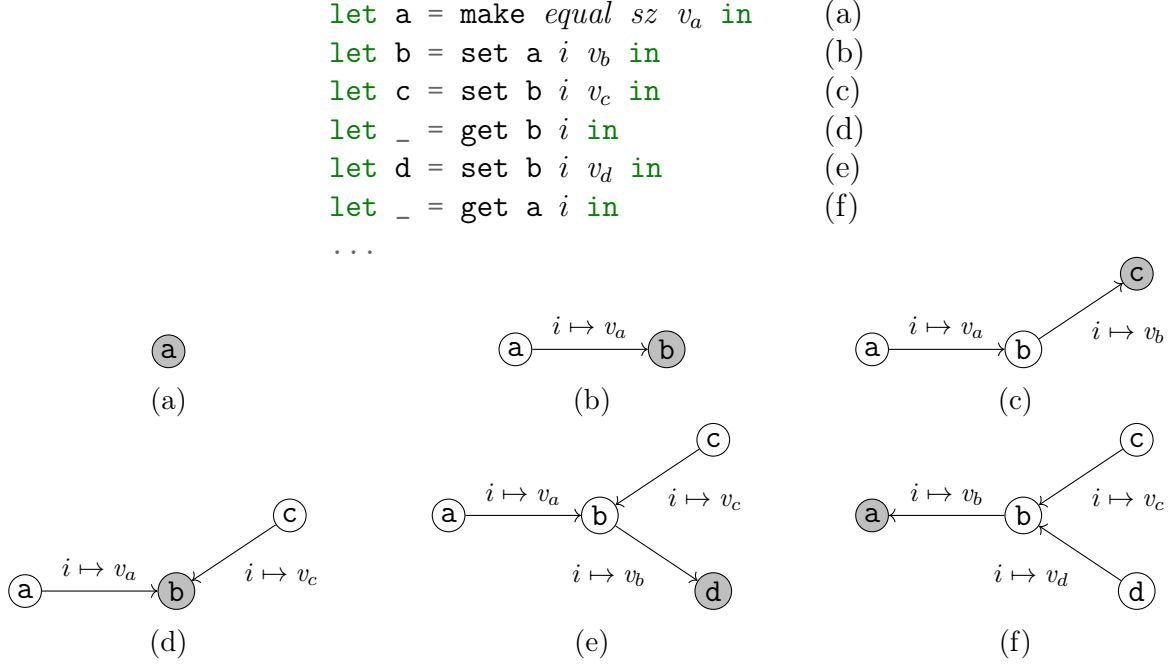 let a = make equal sz v_a in (a)
let b = set a i v_b in (b)
let c = set b i v_c in (c)
let _ = get b i in (d)
let d = set b i v_d in (e)
let _ = get a i in (f)
...
a
(a)
a i ↦ v_a b
(b)
c
a i ↦ v_a b i ↦ v_b
(c)
c
a i ↦ v_a b i ↦ v_c
(d)
c
a i ↦ v_a b i ↦ v_c
i ↦ v_b d
(e)
c
a i ↦ v_b b i ↦ v_c
i ↦ v_d d
(f)